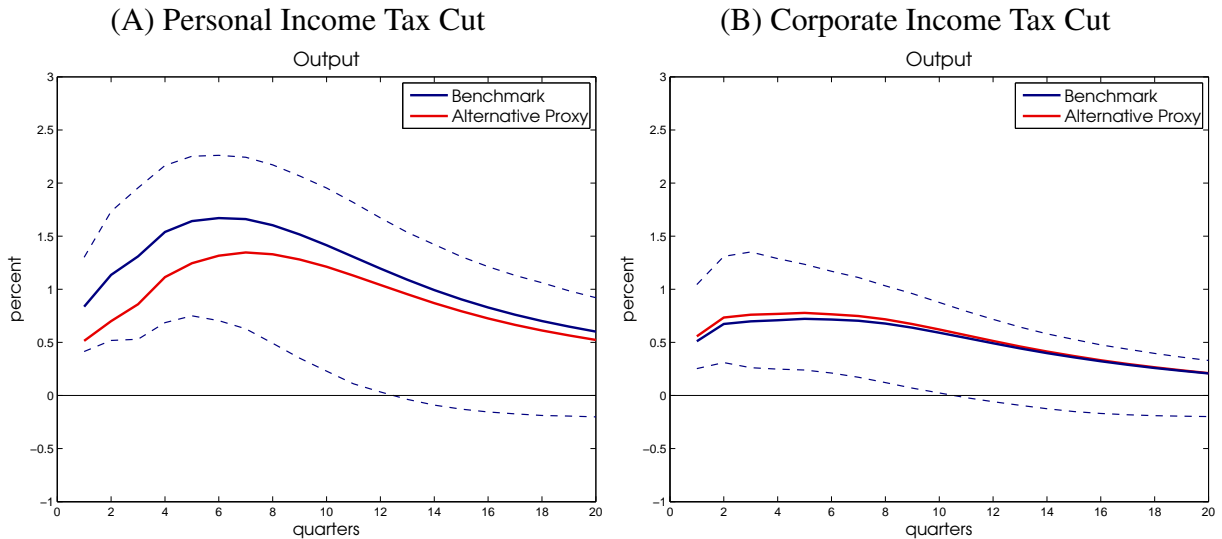 (A) Personal Income Tax Cut
Output
Benchmark
Alternative Proxy
percent
3
2.5
2
1.5
1
0.5
0
−0.5
−1
0 2 4 6 8 10 12 14 16 18 20
quarters
(B) Corporate Income Tax Cut
Output
Benchmark
Alternative Proxy
percent
3
2.5
2
1.5
1
0.5
0
−0.5
−1
0 2 4 6 8 10 12 14 16 18 20
quarters